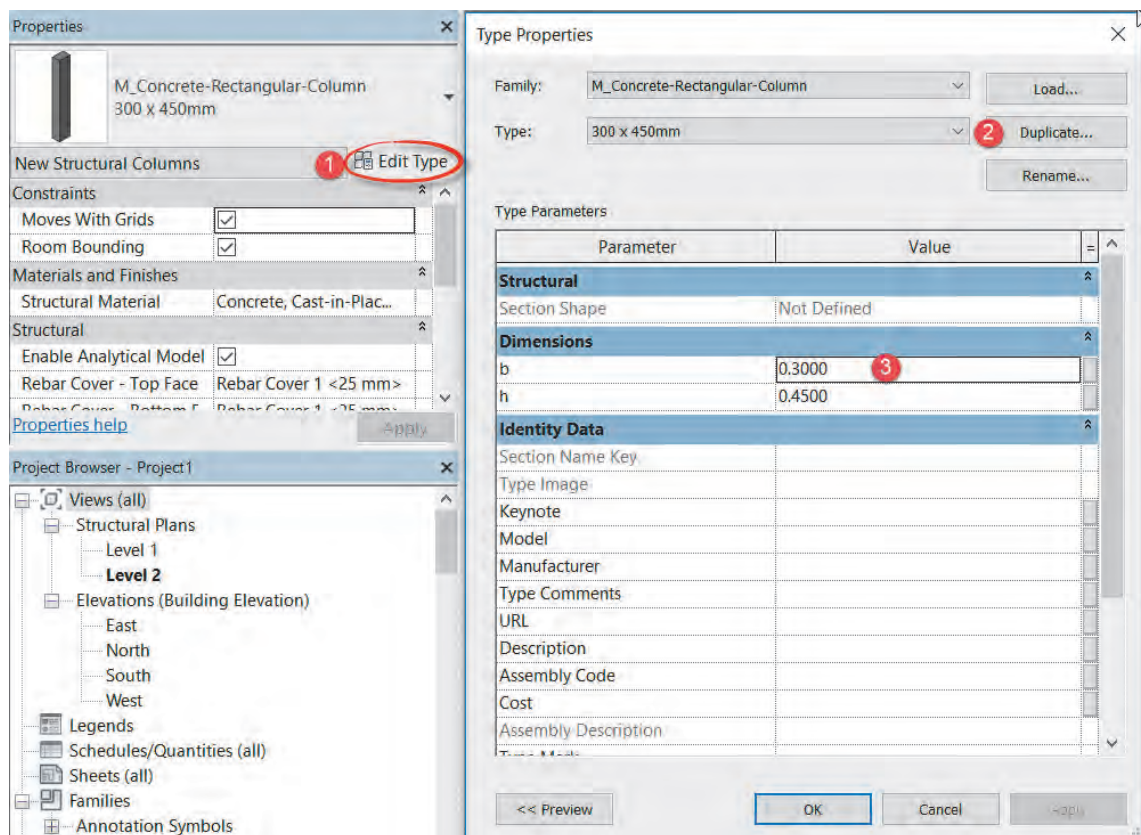 Properties
M_Concrete-Rectangular-Column
300 x 450mm
New Structural Columns
1
Edit Type
Constraints
Moves With Grids
Room Bounding
Materials and Finishes
Structural Material Concrete, Cast-in-Plac...
Structural
Enable Analytical Model
Rebar Cover - Top Face Rebar Cover 1 <25 mm>
Properties help
Apply
Project Browser - Project1
Views (all)
Structural Plans
Level 1
Level 2
Elevations (Building Elevation)
East
North
South
West
Legends
Schedules/Quantities (all)
Sheets (all)
Families
Annotation Symbols
Type Properties
Family: M_Concrete-Rectangular-Column Load...
Type: 300 x 450mm 2 Duplicate...
Rename...
Type Parameters
Parameter Value =
Structural
Section Shape Not Defined
Dimensions
b 0.3000 3
h 0.4500
Identity Data
Section Name Key
Type Image
Keynote
Model
Manufacturer
Type Comments
URL
Description
Assembly Code
Cost
Assembly Description
<< Preview OK Cancel Apply